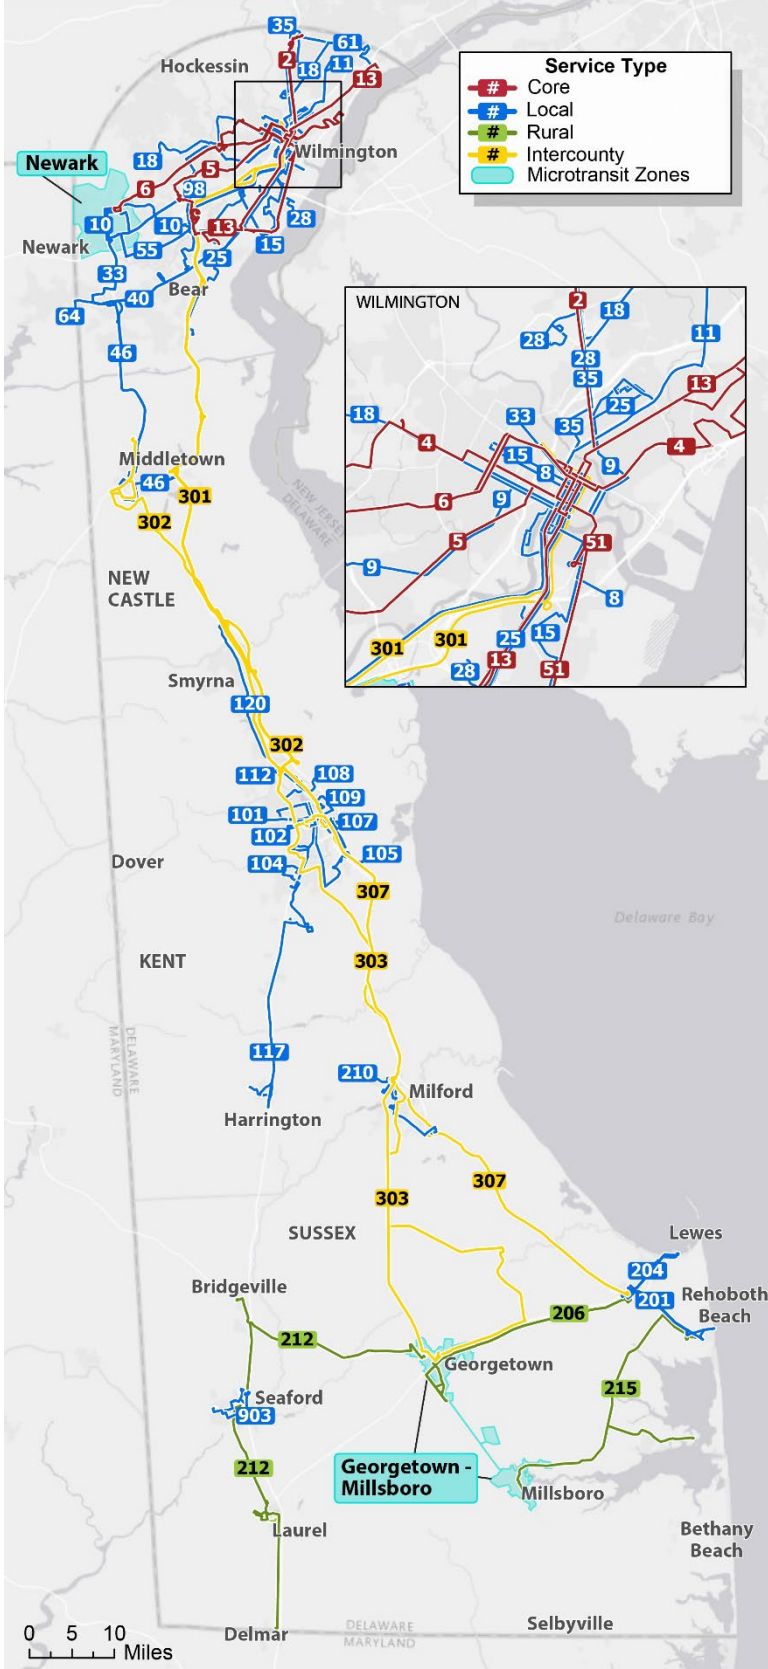 35
61
2
18
11
13
Hockessin
Service Type
# Core
# Local
# Rural
# Intercounty
Microtransit Zones
Wilmington
Newark
18
5
6
98
10
10
13
28
15
Newark
55
25
33
Bear
40
64
46
WILMINGTON
2
18
28
11
28
35
13
25
18
33
35
4
4
15
8
9
6
9
5
51
9
8
301
301
25
15
13
28
51
Middletown
46
301
302
NEW JERSEY
DELAWARE
NEW
CASTLE
Smyrna
120
302
112
108
109
101
107
102
105
104
Dover
307
Delaware Bay
KENT
303
DELAWARE
MARYLAND
117
210
Milford
Harrington
307
303
SUSSEX
Lewes
204
Bridgeville
201
Rehoboth
Beach
206
212
Georgetown
215
Seaford
903
Georgetown -
Millsboro
212
Millsboro
Laurel
Bethany
Beach
Delmar
DELAWARE
MARYLAND
Selbyville
0 5 10
Miles